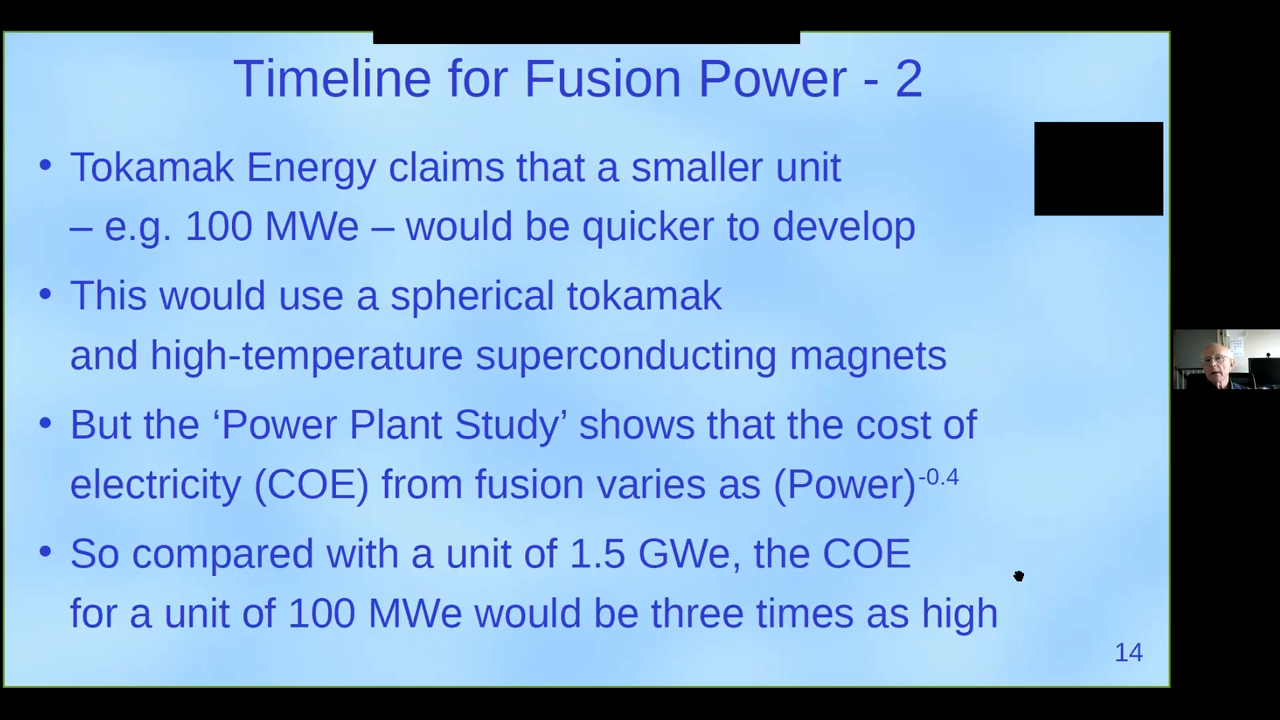 Timeline for Fusion Power - 2
• Tokamak Energy claims that a smaller unit
– e.g. 100 MWe – would be quicker to develop
• This would use a spherical tokamak
and high-temperature superconducting magnets
• But the ‘Power Plant Study’ shows that the cost of
electricity (COE) from fusion varies as (Power)⁻⁰·⁴
• So compared with a unit of 1.5 GWe, the COE
for a unit of 100 MWe would be three times as high
14